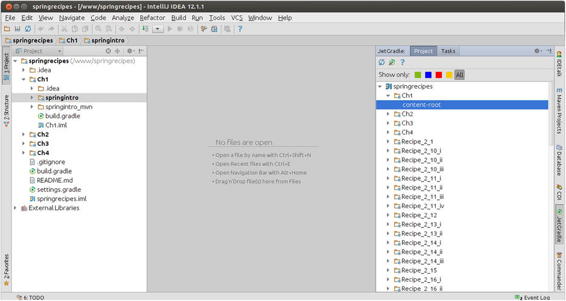 springrecipes - [/www/springrecipes] - IntelliJ IDEA 12.1.1
File Edit View Navigate Code Analyze Refactor Build Run Tools VCS Window Help
springrecipes Ch1 springintro
Project
springrecipes (/www/springrecipes)
.idea
Ch1
.idea
springintro
springintro_mvn
build.gradle
Ch1.iml
Ch2
Ch3
Ch4
.gitignore
build.gradle
README.md
settings.gradle
springrecipes.iml
External Libraries
1: Project
2: Structure
2: Favorites
No files are open
• Open a file by name with Ctrl+Shift+N
• Open Recent files with Ctrl+E
• Open Navigation Bar with Alt+Home
• Drag'n'Drop file(s) here from Files
JetGradle: Project Tasks
Show only: All
springrecipes
Ch1
content-root
Ch2
Ch3
Ch4
Recipe_2_1
Recipe_2_10_i
Recipe_2_10_ii
Recipe_2_10_iii
Recipe_2_11_i
Recipe_2_11_ii
Recipe_2_11_iii
Recipe_2_11_iv
Recipe_2_12
Recipe_2_13_i
Recipe_2_13_ii
Recipe_2_14_i
Recipe_2_14_ii
Recipe_2_14_iii
Recipe_2_15
Recipe_2_16_i
Recipe_2_16_ii
IDEtalk
Maven Projects
Database
CDI
JetGradle
Commander
6: TODO
Event Log